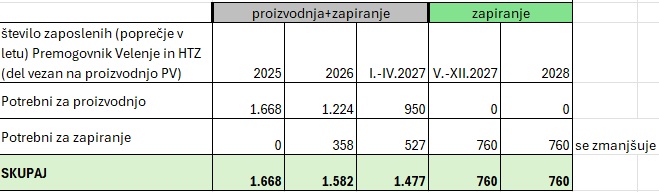 proizvodnja+zapiranje zapiranje
število zaposlenih (poprečje v
letu) Premogovnik Velenje in HTZ
(del vezan na proizvodnjo PV) 2025 2026 I.-IV.2027 V.-XII.2027 2028
Potrebni za proizvodnjo 1.668 1.224 950 0 0
Potrebni za zapiranje 0 358 527 760 760 se zmanjšuje
SKUPAJ 1.668 1.582 1.477 760 760